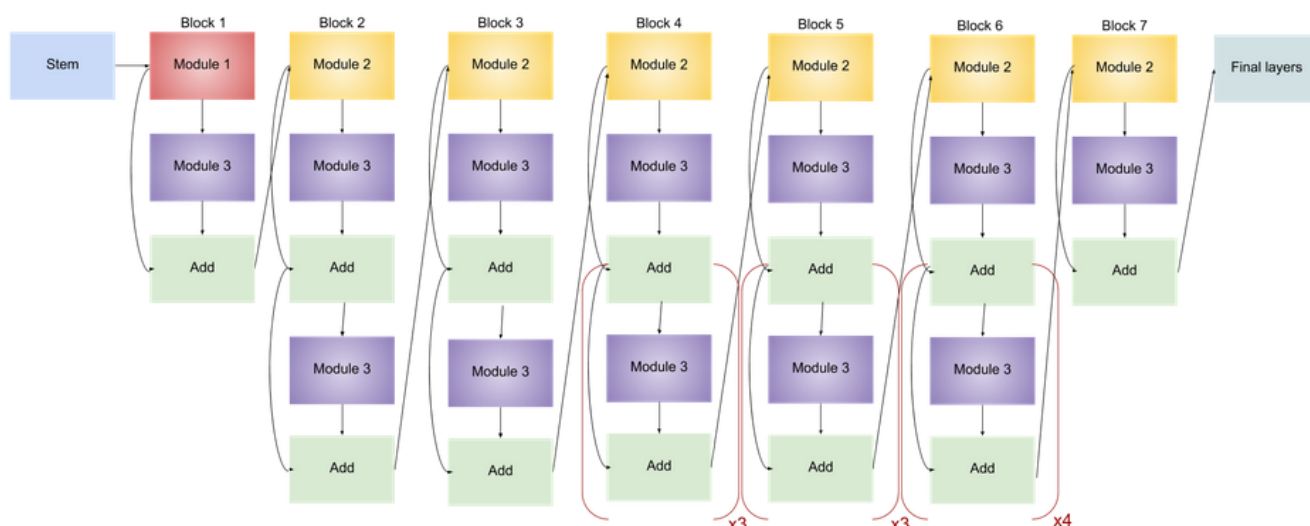 Block 1
Block 2
Block 3
Block 4
Block 5
Block 6
Block 7
Stem
Module 1
Module 2
Module 2
Module 2
Module 2
Module 2
Module 2
Final layers
Module 3
Module 3
Module 3
Module 3
Module 3
Module 3
Module 3
Add
Add
Add
Add
Add
Add
Add
Module 3
Module 3
Module 3
Module 3
Module 3
Add
Add
Add
Add
Add
x3
x3
x4